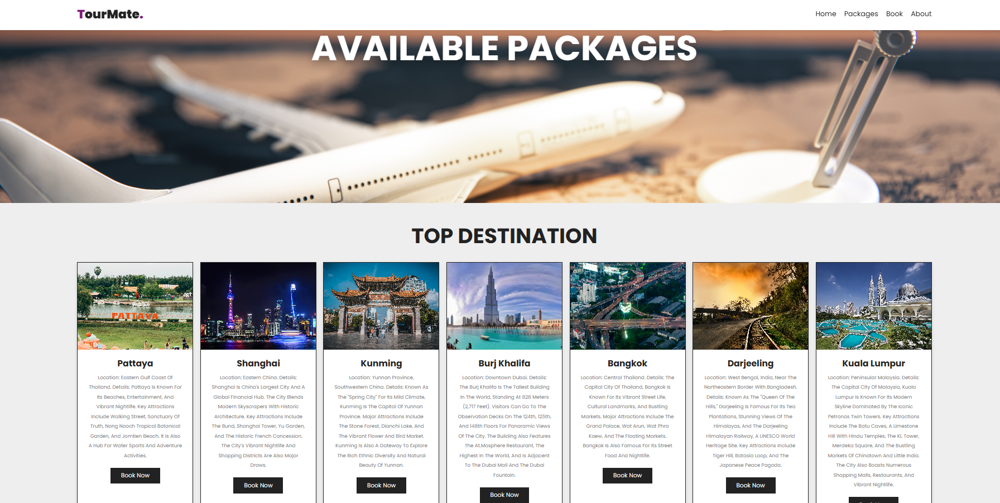 TourMate.
Home Packages Book About
AVAILABLE PACKAGES
TOP DESTINATION
PATTAYA
Pattaya
Location: Eastern Gulf Coast Of
Thailand. Details: Pattaya Is Known For
Its Beaches, Entertainment, And
Vibrant Nightlife. Key Attractions
Include Walking Street, Sanctuary Of
Truth, Nong Nooch Tropical Botanical
Garden, And Jomtien Beach. It Is Also
A Hub For Water Sports And Adventure
Activities.
Book Now
Shanghai
Location: Eastern China. Details:
Shanghai Is China's Largest City And A
Global Financial Hub. The City Blends
Modern Skyscrapers With Historic
Architecture. Key Attractions Include
The Bund, Shanghai Tower, Yu Garden,
And The Historic French Concession.
The City's Vibrant Nightlife And
Shopping Districts Are Also Major
Draws.
Book Now
Kunming
Location: Yunnan Province,
Southwestern China. Details: Known As
The "Spring City" For Its Mild Climate,
Kunming Is The Capital Of Yunnan
Province. Major Attractions Include
The Stone Forest, Dianchi Lake, And
The Vibrant Flower And Bird Market.
Kunming Is Also A Gateway To Explore
The Rich Ethnic Diversity And Natural
Beauty Of Yunnan.
Book Now
Burj Khalifa
Location: Downtown Dubai. Details:
The Burj Khalifa Is The Tallest Building
In The World, Standing At 828 Meters
(2,717 Feet). Visitors Can Go To The
Observation Decks On The 124th, 125th,
And 148th Floors For Panoramic Views
Of The City. The Building Also Features
The At.Mosphere Restaurant, The
Highest In The World, And Is Adjacent
To The Dubai Mall And The Dubai
Fountain.
Book Now
Bangkok
Location: Central Thailand. Details: The
Capital City Of Thailand, Bangkok Is
Known For Its Vibrant Street Life,
Cultural Landmarks, And Bustling
Markets. Major Attractions Include The
Grand Palace, Wat Arun, Wat Phra
Kaew, And The Floating Markets.
Bangkok Is Also Famous For Its Street
Food And Nightlife.
Book Now
Darjeeling
Location: West Bengal, India, Near The
Northeastern Border With Bangladesh.
Details: Known As The "Queen Of The
Hills," Darjeeling Is Famous For Its Tea
Plantations, Stunning Views Of The
Himalayas, And The Darjeeling
Himalayan Railway, A UNESCO World
Heritage Site. Key Attractions Include
Tiger Hill, Batasia Loop, And The
Japanese Peace Pagoda.
Book Now
Kuala Lumpur
Location: Peninsular Malaysia. Details:
The Capital City Of Malaysia, Kuala
Lumpur Is Known For Its Modern
Skyline Dominated By The Iconic
Petronas Twin Towers. Key Attractions
Include The Batu Caves, A Limestone
Hill With Hindu Temples, The KL Tower,
Merdeka Square, And The Bustling
Markets Of Chinatown And Little India.
The City Also Boasts Numerous
Shopping Malls, Restaurants, And
Vibrant Nightlife.